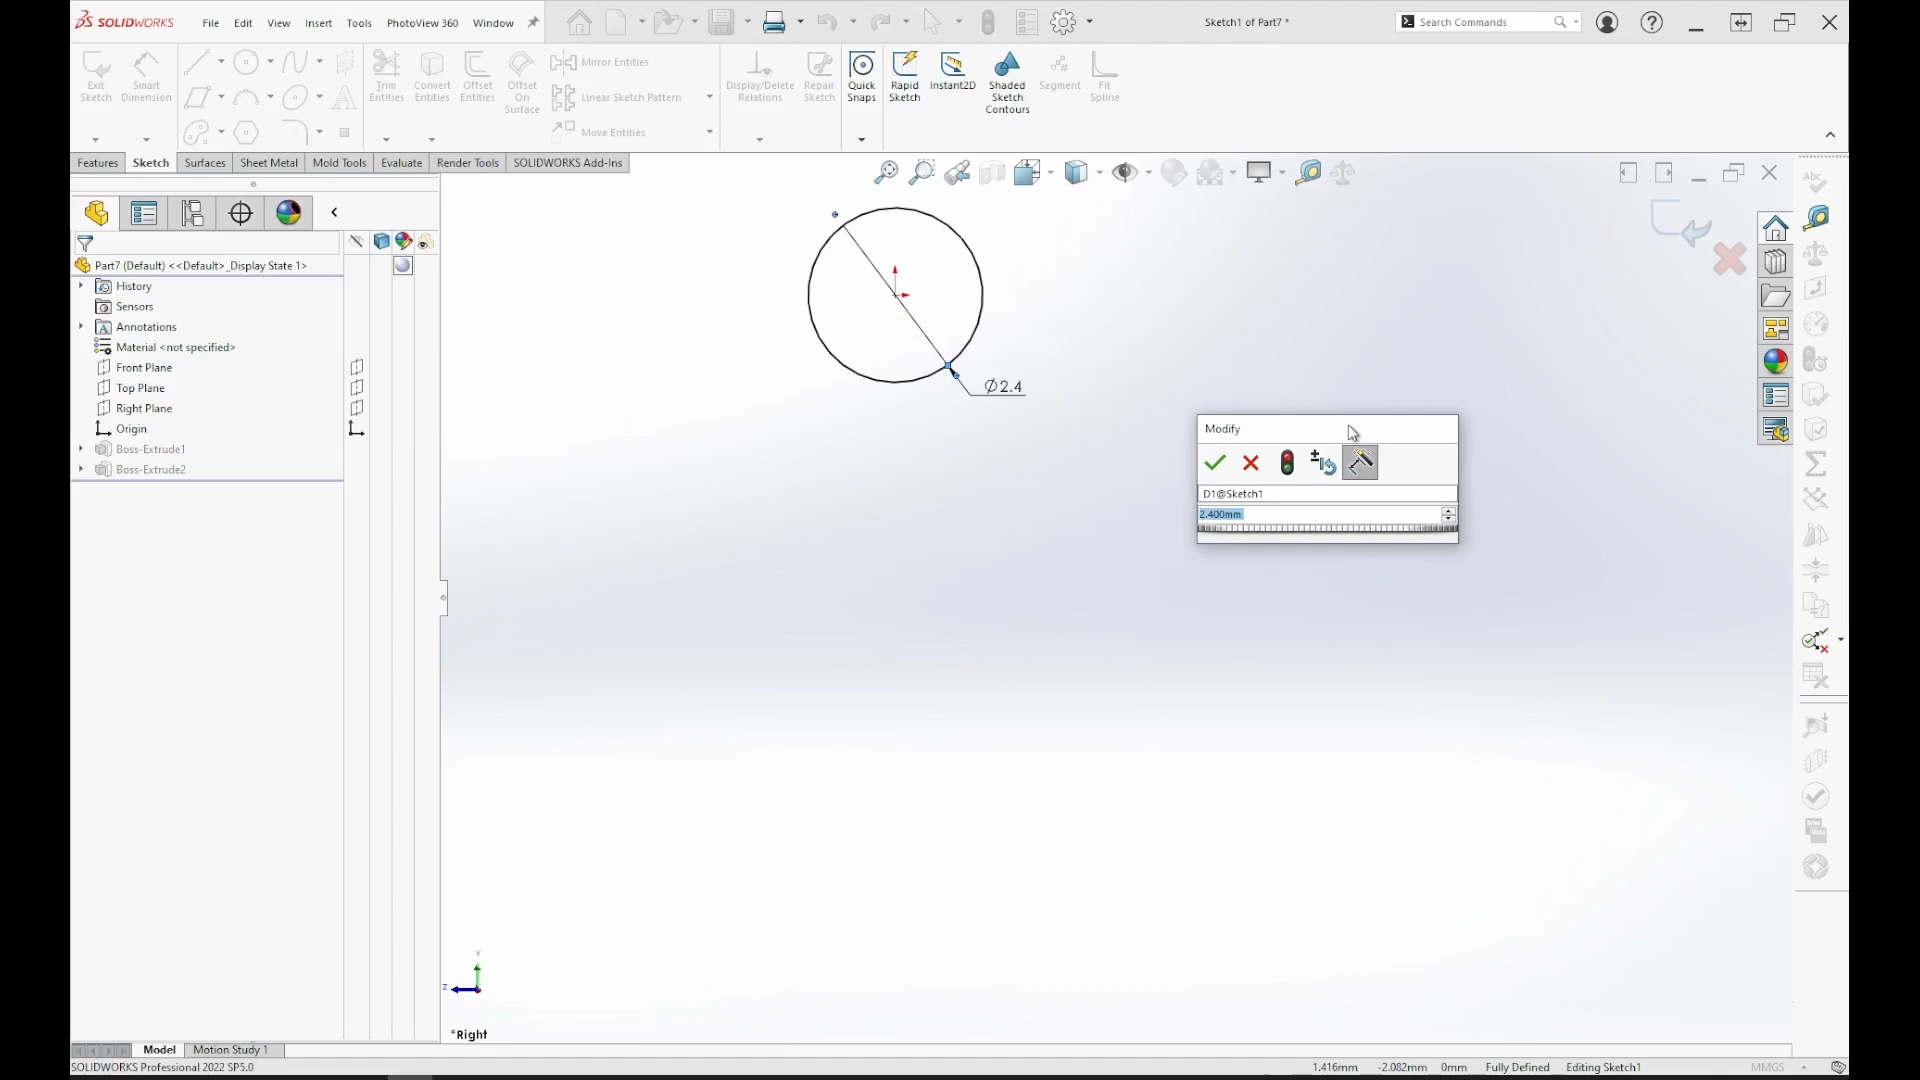 SOLIDWORKS File Edit View Insert Tools PhotoView 360 Window Sketch1 of Part7 * Search Commands
Exit Sketch
Smart Dimension
Trim Entities
Convert Entities
Offset Entities
Offset On Surface
Mirror Entities
Linear Sketch Pattern
Move Entities
Display/Delete Relations
Repair Sketch
Quick Snaps
Rapid Sketch
Instant2D
Shaded Sketch Contours
Segment
Fit Spline
Features Sketch Surfaces Sheet Metal Mold Tools Evaluate Render Tools SOLIDWORKS Add-Ins
Part7 (Default) <<Default>_Display State 1>
History
Sensors
Annotations
Material <not specified>
Front Plane
Top Plane
Right Plane
Origin
Boss-Extrude1
Boss-Extrude2
∅2.4
Modify
D1@Sketch1
2.400mm
Abc
Y
Z
*Right
Model Motion Study 1
SOLIDWORKS Professional 2022 SP5.0 1.416mm -2.082mm 0mm Fully Defined Editing Sketch1 MMGS